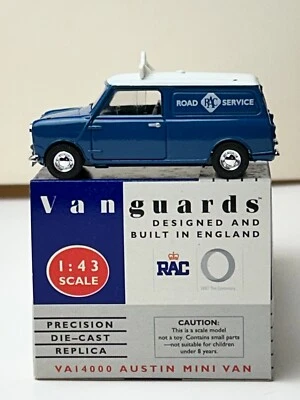 ROAD RAC SERVICE
Vanguards
DESIGNED AND
BUILT IN ENGLAND
1:43
SCALE
RAC
PRECISION
DIE-CAST
REPLICA
CAUTION:
This is a scale model
not a toy. Contains small parts
—not suitable for children
under 8 years.
VA14000 AUSTIN MINI VAN